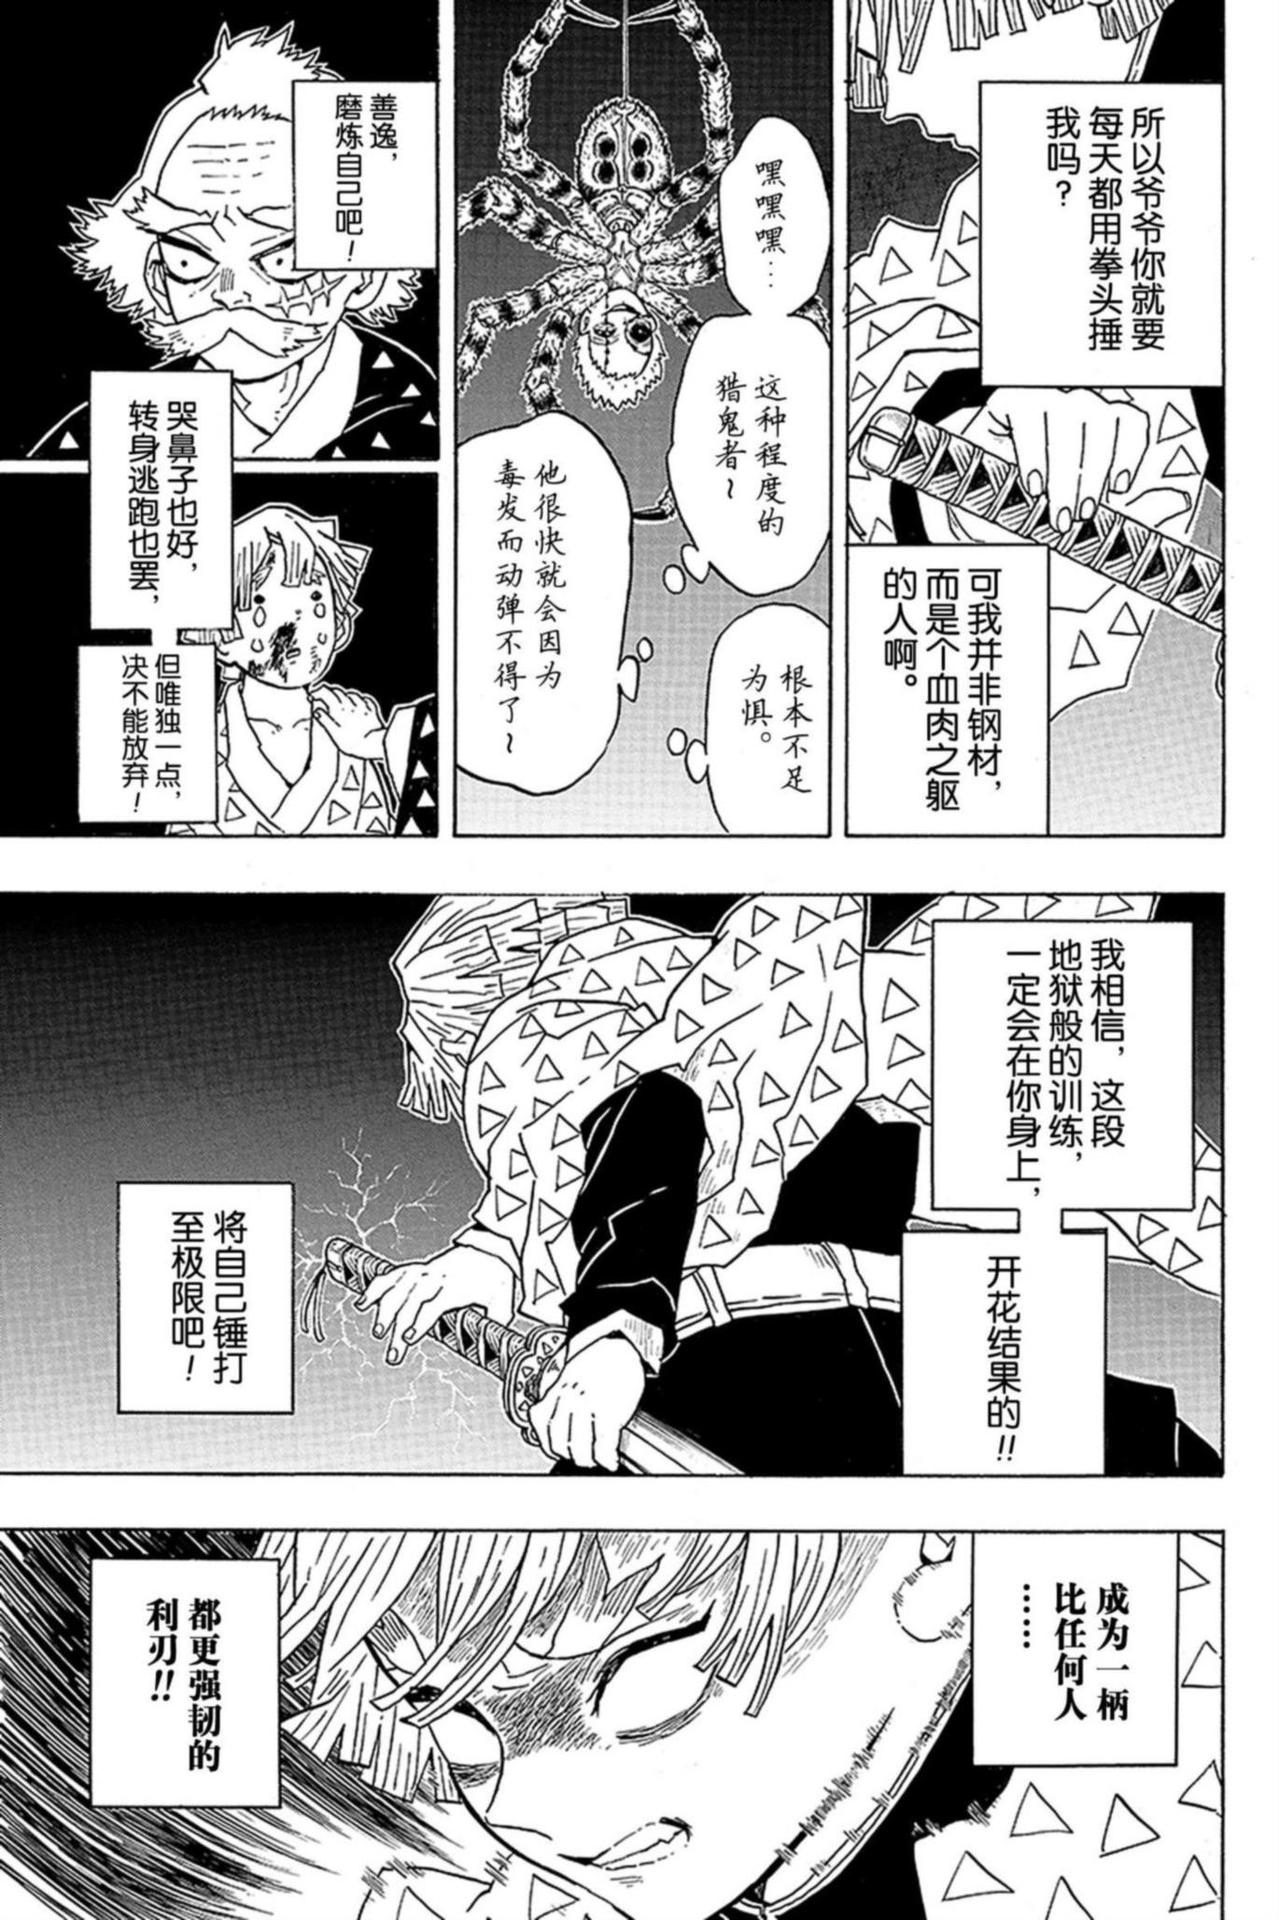 所以爷爷你就要
每天都用拳头捶
我吗？
可我并非钢材，
而是个血肉之躯
的人啊。
嘿嘿嘿…
这种程度的
猎鬼者～
根本不足
为惧。
他很快就会因为
毒发而动弹不得了～
善逸，
磨炼自己吧！
哭鼻子也好，
转身逃跑也罢，
但唯独一点，
决不能放弃！
我相信，这段
地狱般的训练，
一定会在你身上，
开花结果的！！
将自己锤打
至极限吧！
成为一柄
比任何人
……
都更强韧的
利刃！！